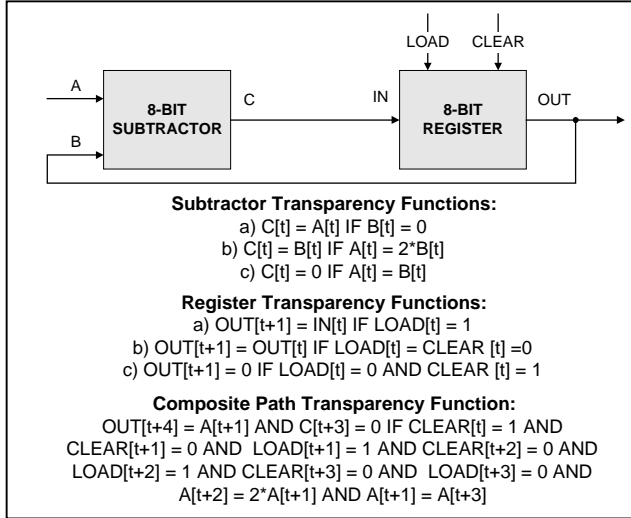 LOAD CLEAR
A
C
IN
OUT
8-BIT
SUBTRACTOR
8-BIT
REGISTER
B
Subtractor Transparency Functions:
a) C[t] = A[t] IF B[t] = 0
b) C[t] = B[t] IF A[t] = 2*B[t]
c) C[t] = 0 IF A[t] = B[t]
Register Transparency Functions:
a) OUT[t+1] = IN[t] IF LOAD[t] = 1
b) OUT[t+1] = OUT[t] IF LOAD[t] = CLEAR [t] =0
c) OUT[t+1] = 0 IF LOAD[t] = 0 AND CLEAR [t] = 1
Composite Path Transparency Function:
OUT[t+4] = A[t+1] AND C[t+3] = 0 IF CLEAR[t] = 1 AND
CLEAR[t+1] = 0 AND LOAD[t+1] = 1 AND CLEAR[t+2] = 0 AND
LOAD[t+2] = 1 AND CLEAR[t+3] = 0 AND LOAD[t+3] = 0 AND
A[t+2] = 2*A[t+1] AND A[t+1] = A[t+3]